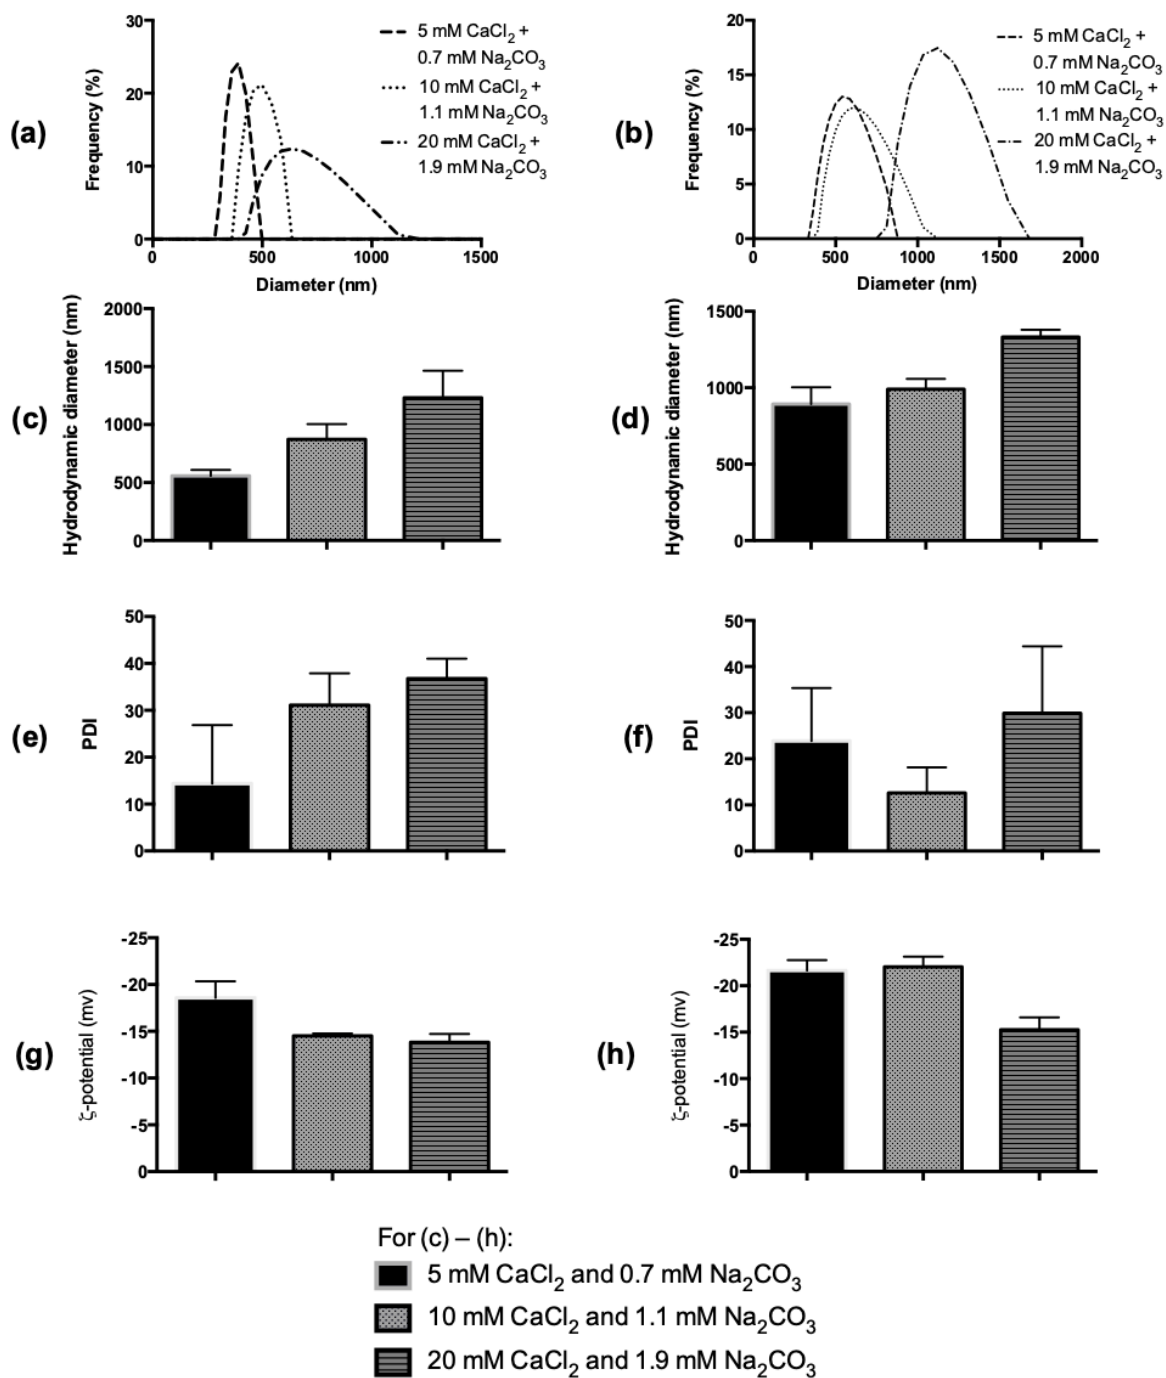 (a)
Frequency (%)
30
20
10
0
0 500 1000 1500
Diameter (nm)
5 mM CaCl₂ +
0.7 mM Na₂CO₃
10 mM CaCl₂ +
1.1 mM Na₂CO₃
20 mM CaCl₂ +
1.9 mM Na₂CO₃
(b)
Frequency (%)
20
15
10
5
0
0 500 1000 1500 2000
Diameter (nm)
5 mM CaCl₂ +
0.7 mM Na₂CO₃
10 mM CaCl₂ +
1.1 mM Na₂CO₃
20 mM CaCl₂ +
1.9 mM Na₂CO₃
(c)
Hydrodynamic diameter (nm)
2000
1500
1000
500
0
(d)
Hydrodynamic diameter (nm)
1500
1000
500
0
(e)
PDI
50
40
30
20
10
0
(f)
PDI
50
40
30
20
10
0
(g)
ζ-potential (mv)
-25
-20
-15
-10
-5
0
(h)
ζ-potential (mv)
-25
-20
-15
-10
-5
0
For (c) – (h):
5 mM CaCl₂ and 0.7 mM Na₂CO₃
10 mM CaCl₂ and 1.1 mM Na₂CO₃
20 mM CaCl₂ and 1.9 mM Na₂CO₃